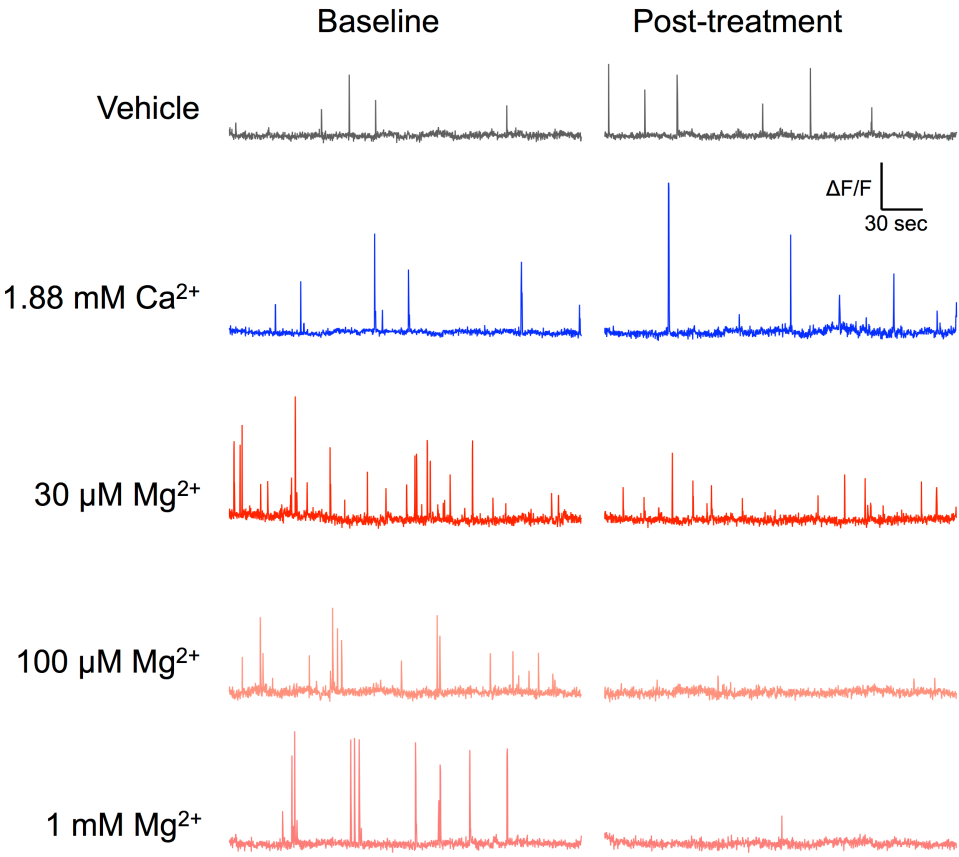 Baseline Post-treatment
Vehicle
ΔF/F
30 sec
1.88 mM Ca²⁺
30 µM Mg²⁺
100 µM Mg²⁺
1 mM Mg²⁺